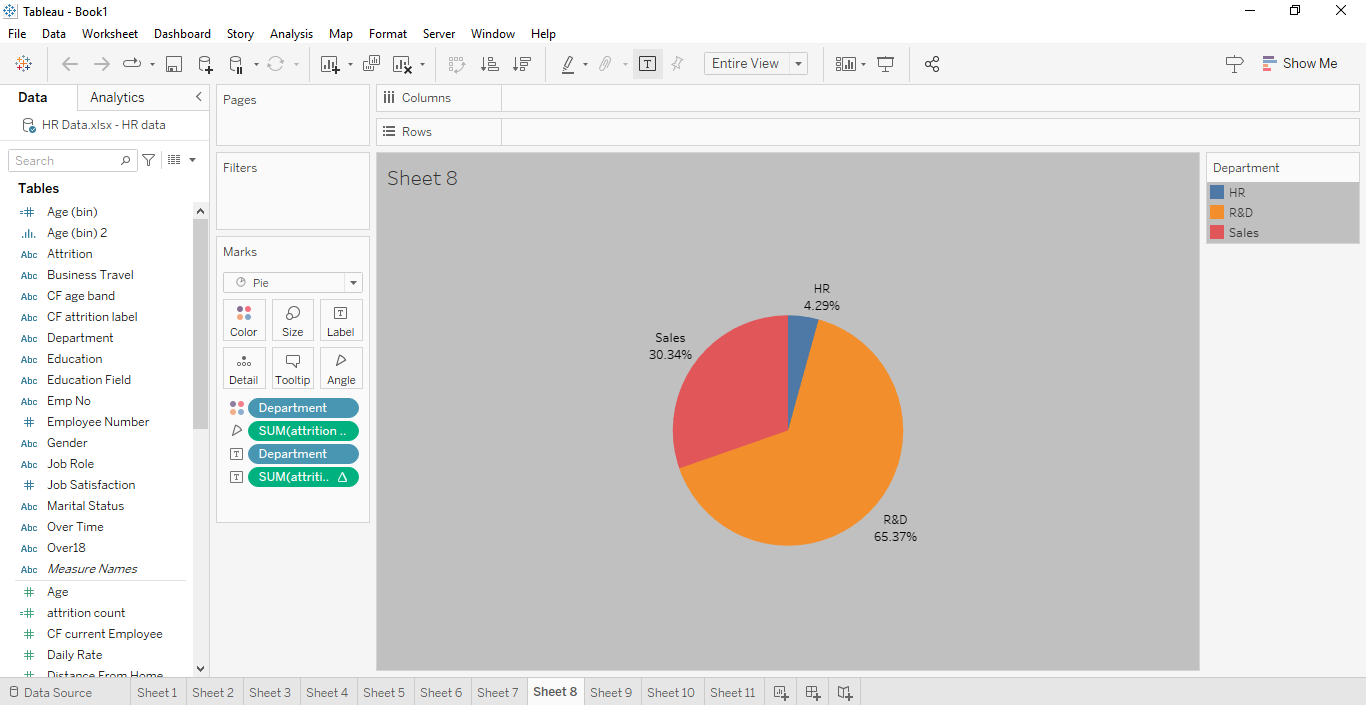 Tableau - Book1
File Data Worksheet Dashboard Story Analysis Map Format Server Window Help
Entire View
Show Me
Data Analytics
HR Data.xlsx - HR data
Search
Tables
Age (bin)
Age (bin) 2
Abc Attrition
Abc Business Travel
Abc CF age band
Abc CF attrition label
Abc Department
Abc Education
Abc Education Field
Abc Emp No
Employee Number
Abc Gender
Abc Job Role
Job Satisfaction
Abc Marital Status
Abc Over Time
Abc Over18
Abc Measure Names
Age
attrition count
CF current Employee
Daily Rate
Distance From Home
Pages
Filters
Marks
Pie
Color Size Label
Detail Tooltip Angle
Department
SUM(attrition ..
Department
SUM(attriti..
Columns
Rows
Sheet 8
HR
4.29%
Sales
30.34%
R&D
65.37%
Department
HR
R&D
Sales
Data Source Sheet 1 Sheet 2 Sheet 3 Sheet 4 Sheet 5 Sheet 6 Sheet 7 Sheet 8 Sheet 9 Sheet 10 Sheet 11